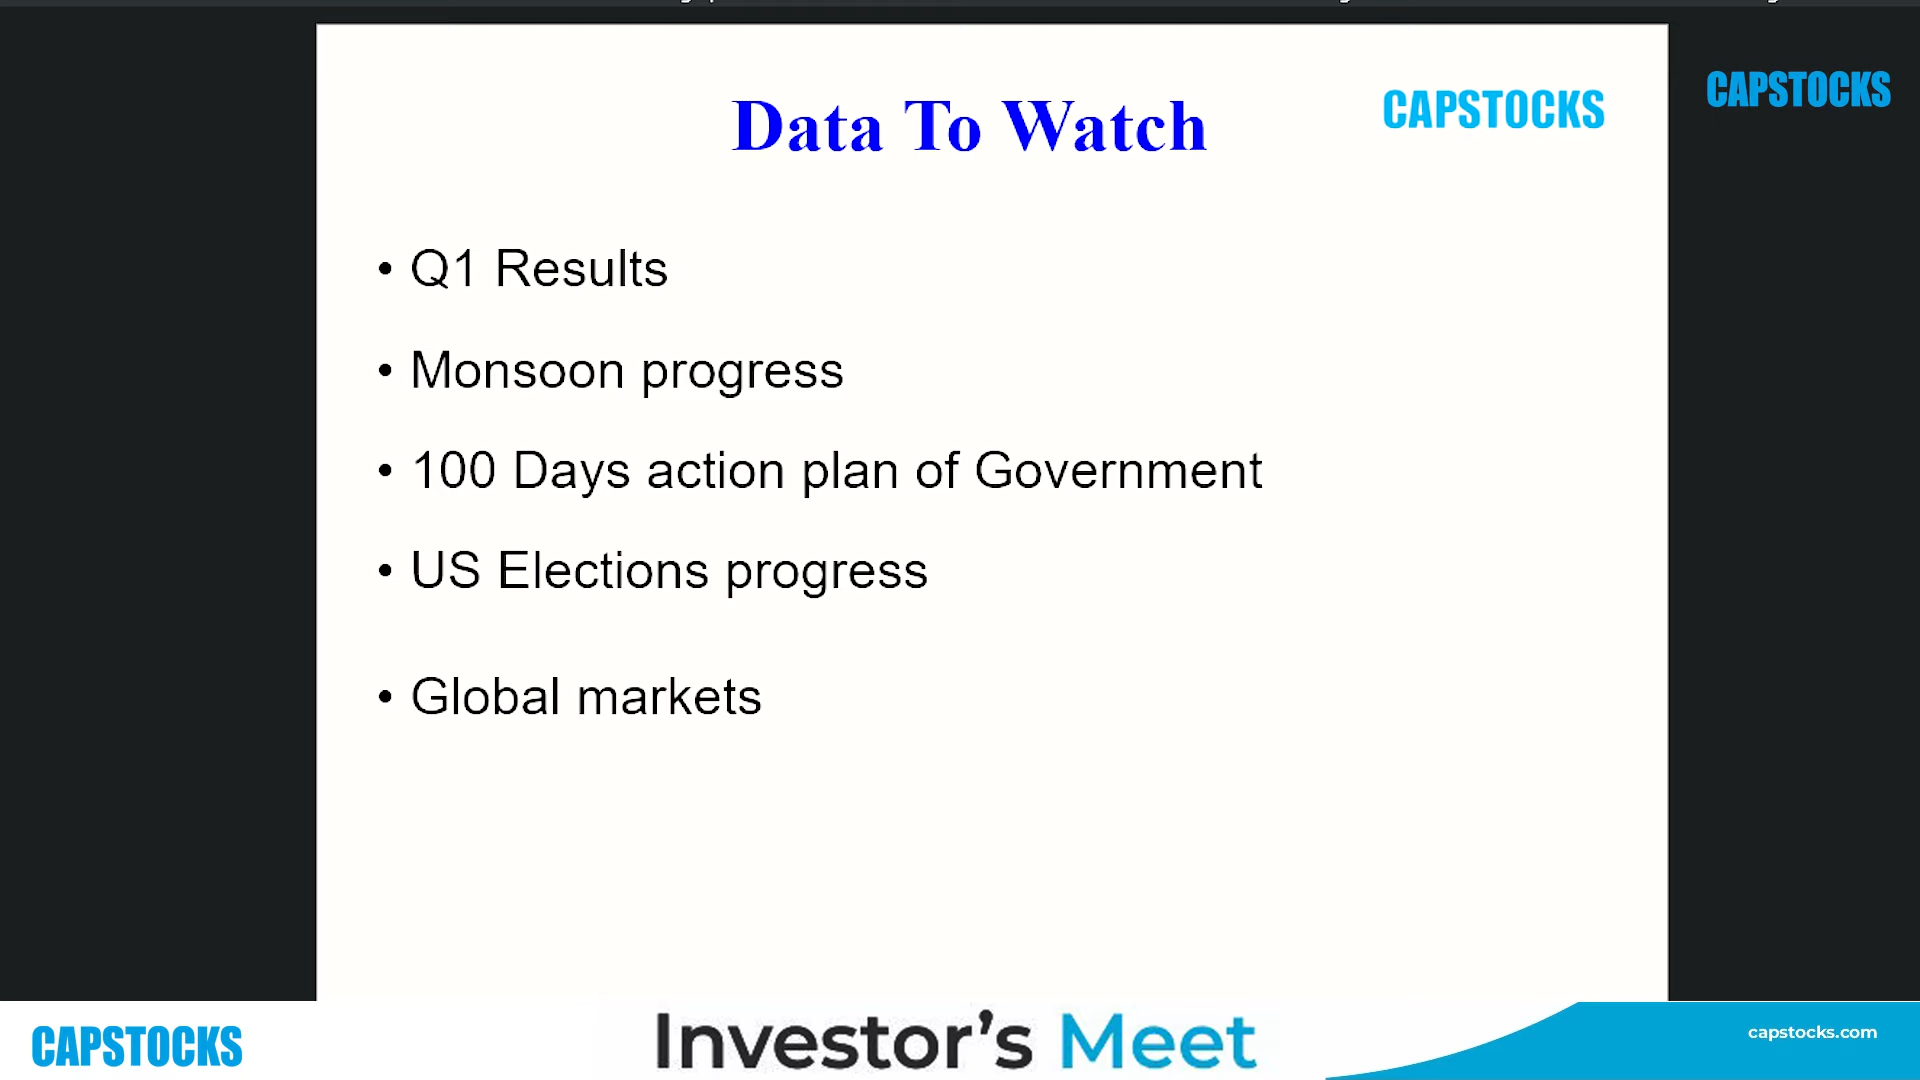 Data To Watch
CAPSTOCKS
CAPSTOCKS
• Q1 Results
• Monsoon progress
• 100 Days action plan of Government
• US Elections progress
• Global markets
CAPSTOCKS
Investor’s Meet
capstocks.com